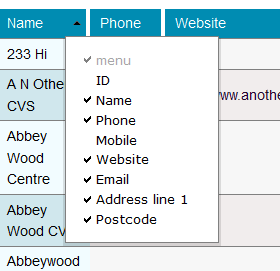 Name Phone Website
233 Hi
A N Othe
CVS
ww.anothe
Abbey
Wood
Centre
Abbey
Wood CV
Abbeywood
menu
ID
Name
Phone
Mobile
Website
Email
Address line 1
Postcode